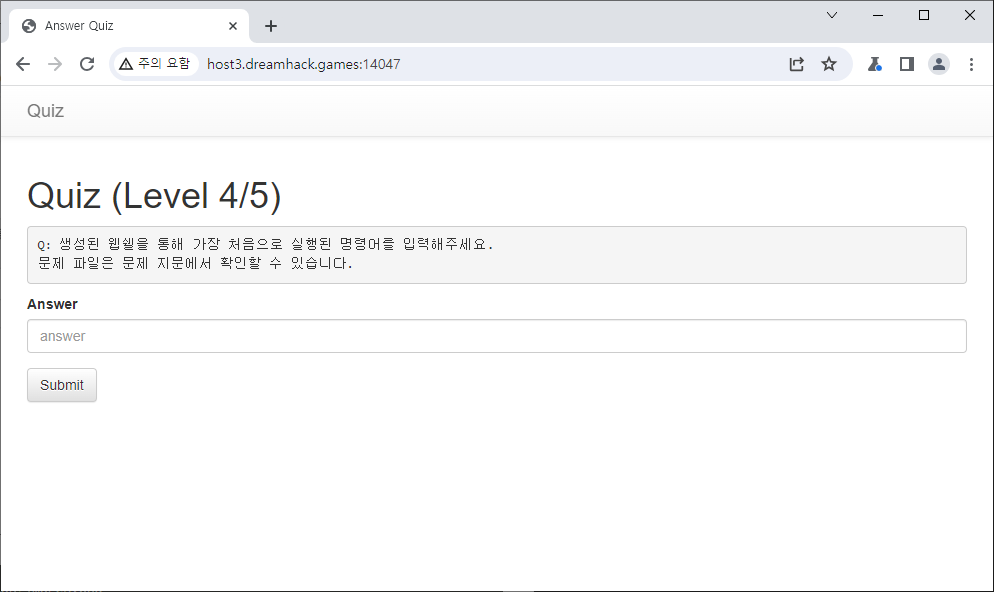 Answer Quiz
주의 요함
host3.dreamhack.games:14047
Quiz
Quiz (Level 4/5)
Q: 생성된 웹쉘을 통해 가장 처음으로 실행된 명령어를 입력해주세요.
문제 파일은 문제 지문에서 확인할 수 있습니다.
Answer
answer
Submit